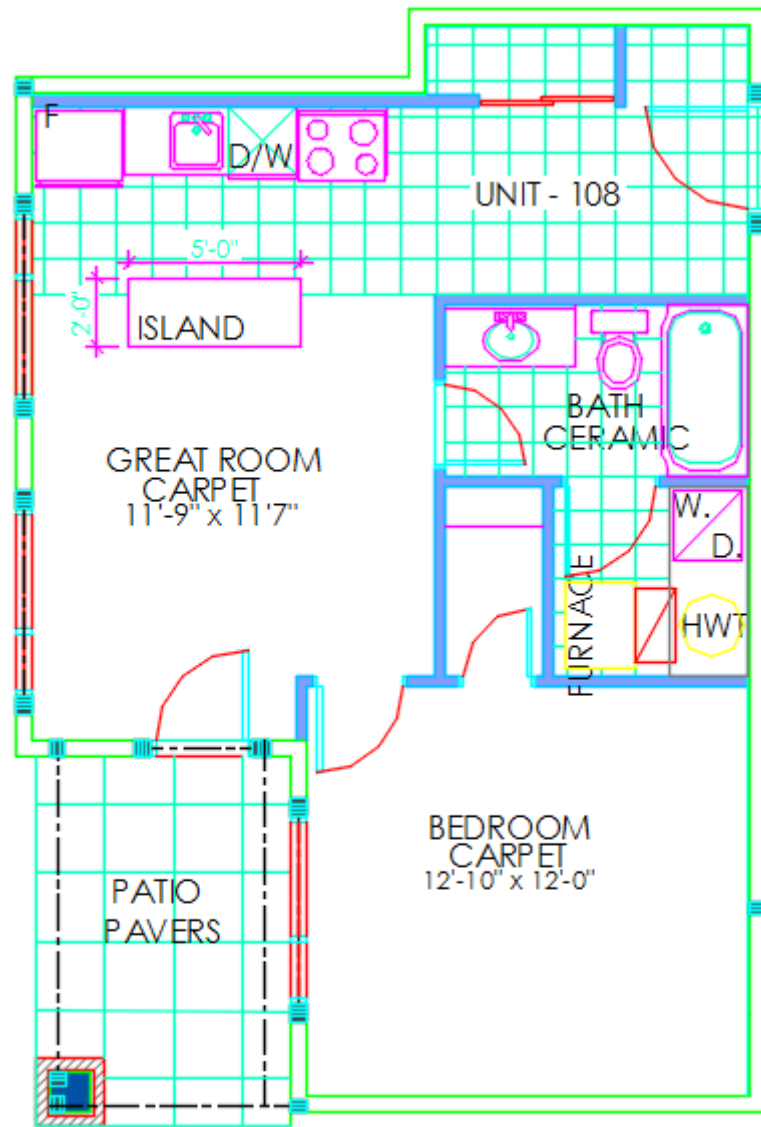 F
D/W
UNIT - 108
5'-0"
2'-0"
ISLAND
BATH
CERAMIC
GREAT ROOM
CARPET
11'-9" x 11'7"
W.
D.
FURNACE
HWT
BEDROOM
CARPET
12'-10" x 12'-0"
PATIO
PAVERS